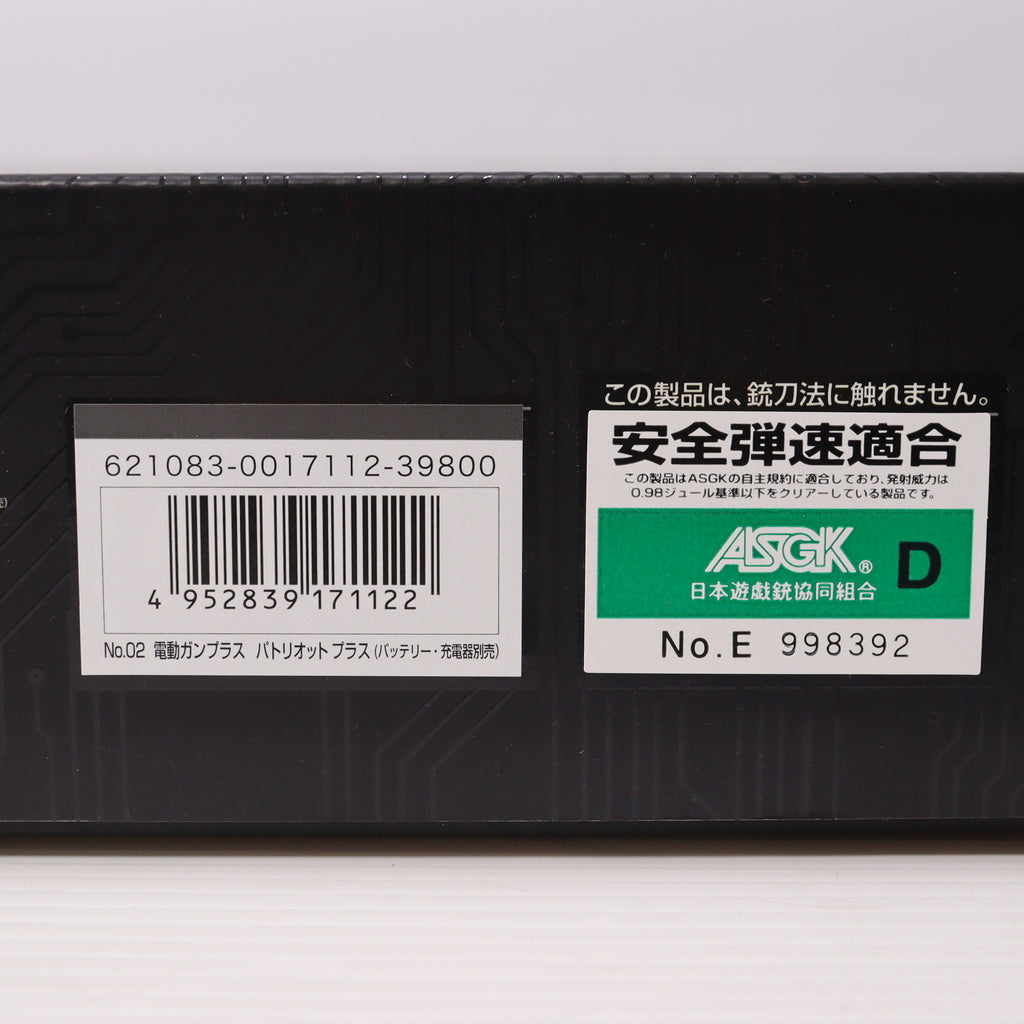 621083-0017112-39800
4 952839 171122
No.02 電動ガンプラス パトリオット プラス (バッテリー・充電器別売)
この製品は、銃刀法に触れません。
安全弾速適合
この製品はASGKの自主規約に適合しており、発射威力は
0.98ジュール基準以下をクリアーしている製品です。
ASGK® D
日本遊戯銃協同組合
No.E 998392